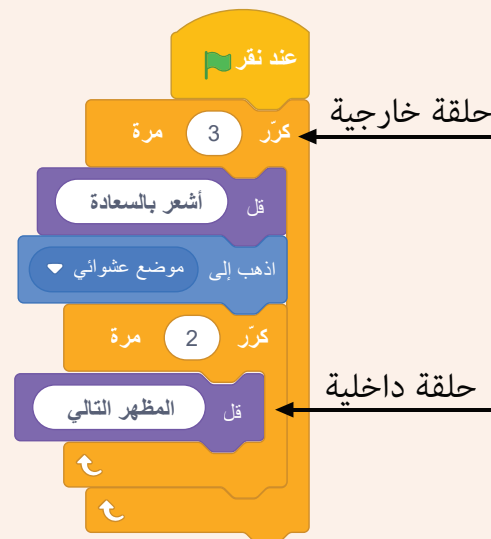 عند نقر
حلقة خارجية
كرّر 3 مرة
قل أشعر بالسعادة
اذهب إلى موضع عشوائي
كرّر 2 مرة
حلقة داخلية
قل المظهر التالي